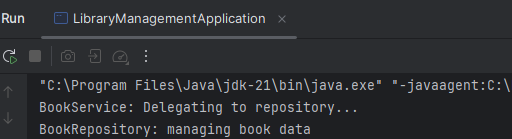 Run LibraryManagementApplication
"C:\Program Files\Java\jdk-21\bin\java.exe" "-javaagent:C:\
BookService: Delegating to repository...
BookRepository: managing book data